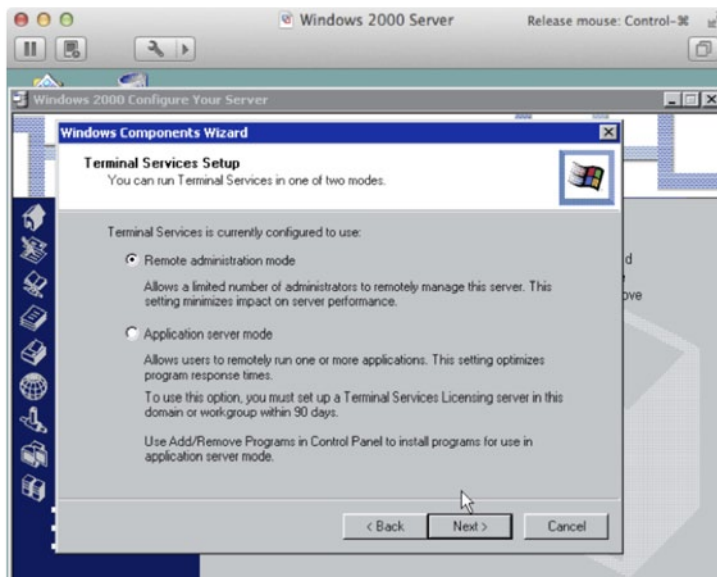 Windows 2000 Server
Release mouse: Control-⌘
Windows 2000 Configure Your Server
Windows Components Wizard
Terminal Services Setup
You can run Terminal Services in one of two modes.
Terminal Services is currently configured to use:
Remote administration mode
Allows a limited number of administrators to remotely manage this server. This
setting minimizes impact on server performance.
Application server mode
Allows users to remotely run one or more applications. This setting optimizes
program response times.
To use this option, you must set up a Terminal Services Licensing server in this
domain or workgroup within 90 days.
Use Add/Remove Programs in Control Panel to install programs for use in
application server mode.
< Back
Next >
Cancel